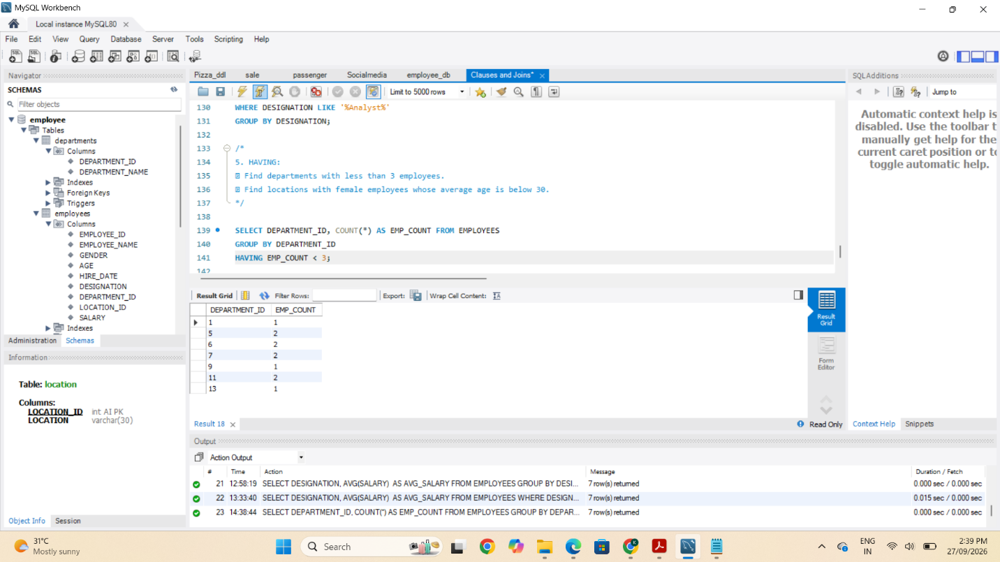 MySQL Workbench
Local instance MySQL80
File Edit View Query Database Server Tools Scripting Help
Navigator
SCHEMAS
Filter objects
employee
Tables
departments
Columns
DEPARTMENT_ID
DEPARTMENT_NAME
Indexes
Foreign Keys
Triggers
employees
Columns
EMPLOYEE_ID
EMPLOYEE_NAME
GENDER
AGE
HIRE_DATE
DESIGNATION
DEPARTMENT_ID
LOCATION_ID
SALARY
Indexes
Administration Schemas
Information
Table: location
Columns:
LOCATION_ID int AI PK
LOCATION varchar(30)
Object Info Session
Pizza_ddl sale passenger Socialmedia employee_db Clauses and Joins*
Limit to 5000 rows
130 WHERE DESIGNATION LIKE '%Analyst%'
131 GROUP BY DESIGNATION;
132
133 /*
134 5. HAVING:
135 Find departments with less than 3 employees.
136 Find locations with female employees whose average age is below 30.
137 */
138
139 SELECT DEPARTMENT_ID, COUNT(*) AS EMP_COUNT FROM EMPLOYEES
140 GROUP BY DEPARTMENT_ID
141 HAVING EMP_COUNT < 3;
142
Result Grid Filter Rows: Export: Wrap Cell Content:
DEPARTMENT_ID EMP_COUNT
1 1
5 2
6 2
7 2
9 1
11 2
13 1
Result Grid
Form Editor
Result 18
Read Only
SQLAdditions
Jump to
Automatic context help is
disabled. Use the toolbar t
manually get help for the
current caret position or to
toggle automatic help.
Context Help Snippets
Output
Action Output
# Time Action Message Duration / Fetch
21 12:58:19 SELECT DESIGNATION, AVG(SALARY) AS AVG_SALARY FROM EMPLOYEES GROUP BY DESI... 7 row(s) returned 0.000 sec / 0.000 sec
22 13:33:40 SELECT DESIGNATION, AVG(SALARY) AS AVG_SALARY FROM EMPLOYEES WHERE DESIGN... 7 row(s) returned 0.015 sec / 0.000 sec
23 14:38:44 SELECT DEPARTMENT_ID, COUNT(*) AS EMP_COUNT FROM EMPLOYEES GROUP BY DEPAR... 7 row(s) returned 0.000 sec / 0.000 sec
31°C
Mostly sunny
Search
ENG
IN
2:39 PM
27/09/2026